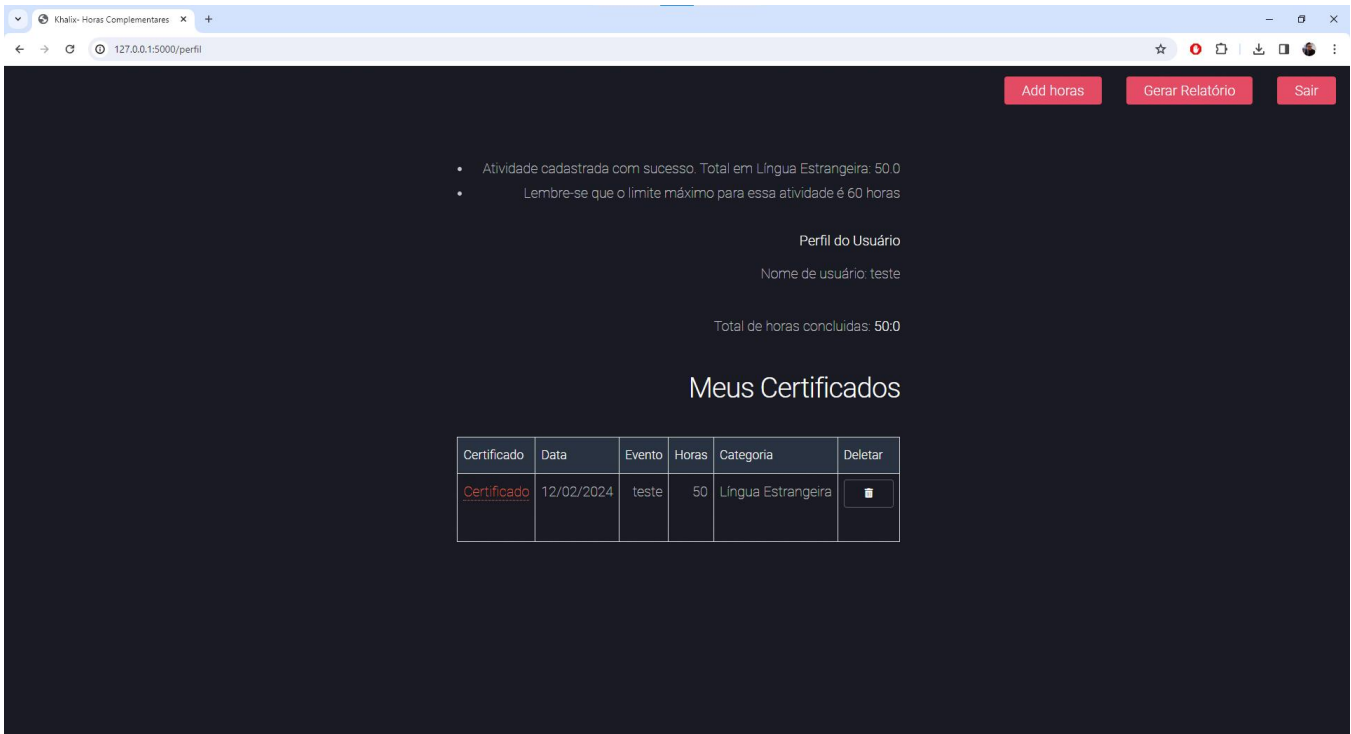 Khalix- Horas Complementares
127.0.0.1:5000/perfil
Add horas Gerar Relatório Sair
Atividade cadastrada com sucesso. Total em Língua Estrangeira: 50.0
Lembre-se que o limite máximo para essa atividade é 60 horas
Perfil do Usuário
Nome de usuário: teste
Total de horas concluidas: 50:0
Meus Certificados
Certificado Data Evento Horas Categoria Deletar
Certificado 12/02/2024 teste 50 Língua Estrangeira